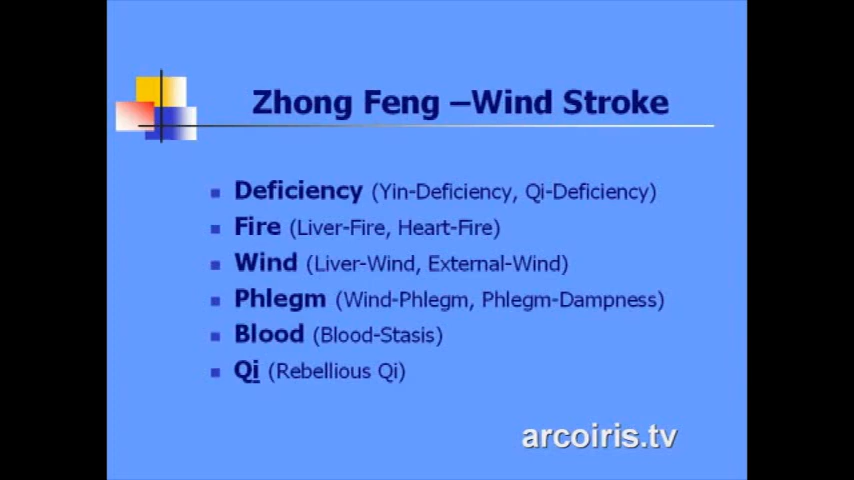 Zhong Feng –Wind Stroke
Deficiency (Yin-Deficiency, Qi-Deficiency)
Fire (Liver-Fire, Heart-Fire)
Wind (Liver-Wind, External-Wind)
Phlegm (Wind-Phlegm, Phlegm-Dampness)
Blood (Blood-Stasis)
Qi (Rebellious Qi)
arcoiris.tv